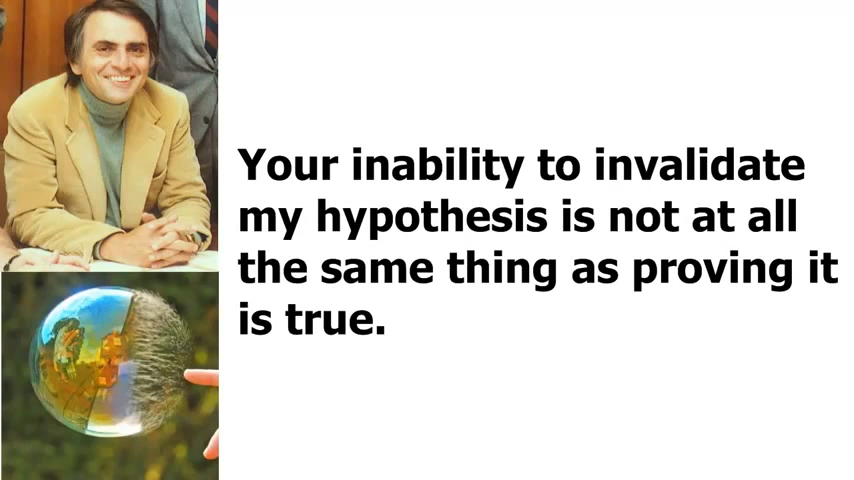 Your inability to invalidate
my hypothesis is not at all
the same thing as proving it
is true.